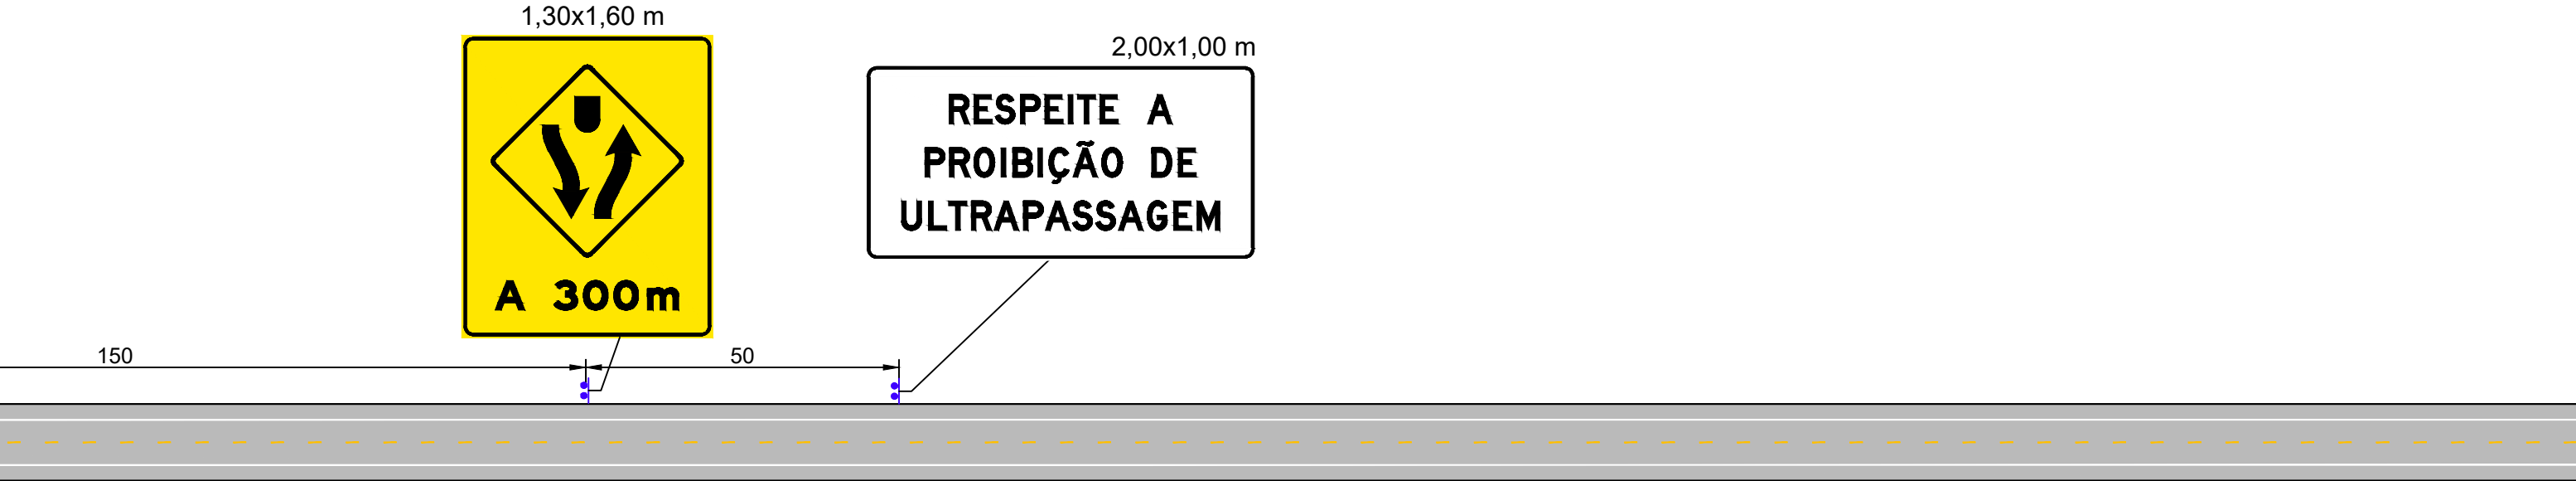 1,30x1,60 m
A 300m
2,00x1,00 m
RESPEITE A
PROIBIÇÃO DE
ULTRAPASSAGEM
150
50